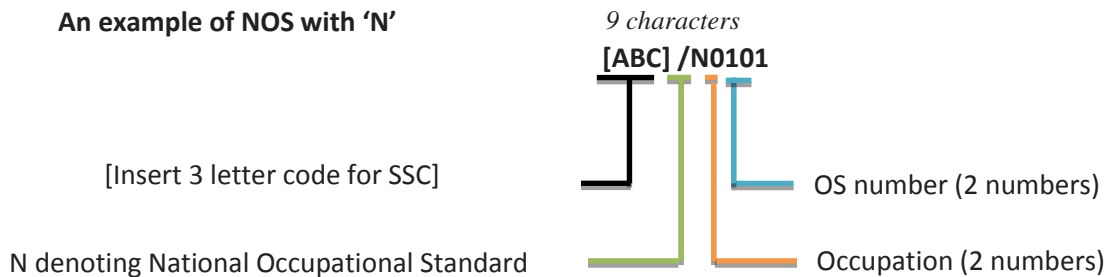 An example of NOS with ‘N’
9 characters
[ABC] /N0101
[Insert 3 letter code for SSC]
OS number (2 numbers)
N denoting National Occupational Standard
Occupation (2 numbers)